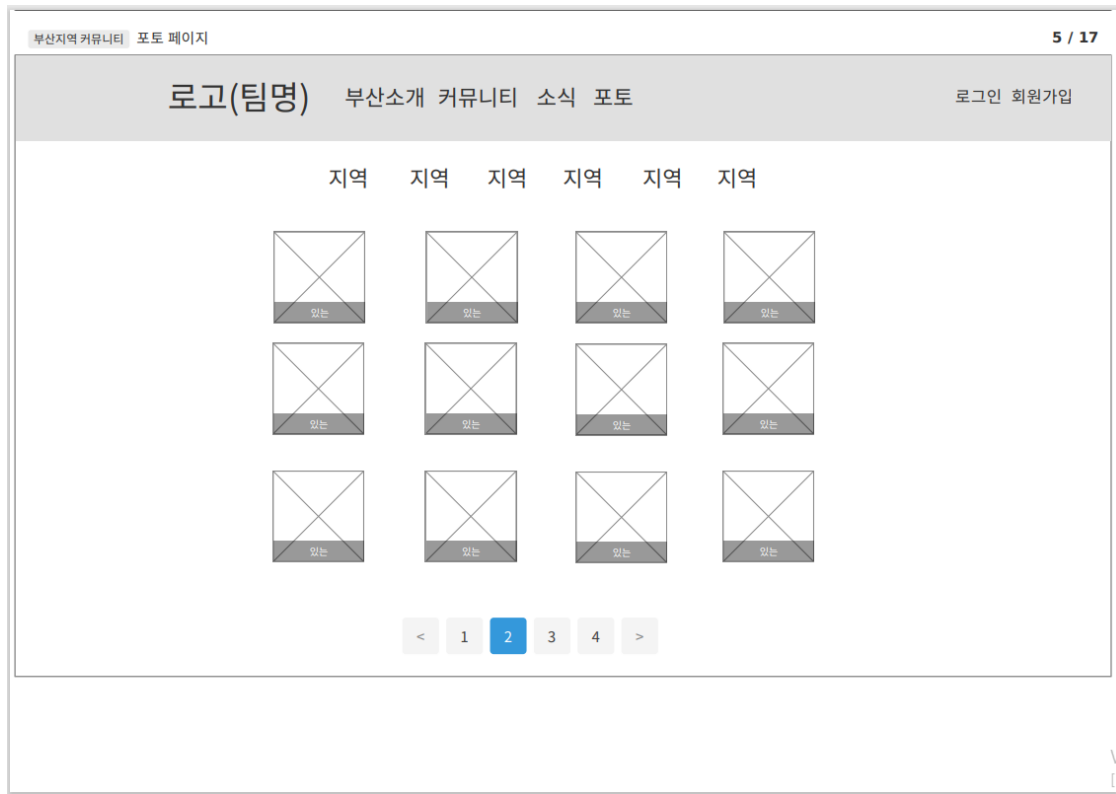 부산지역 커뮤니티 포토 페이지 5 / 17
로고(팀명) 부산소개 커뮤니티 소식 포토 로그인 회원가입
지역 지역 지역 지역 지역 지역
있는 있는 있는 있는
있는 있는 있는 있는
있는 있는 있는 있는
< 1 2 3 4 >
\
[